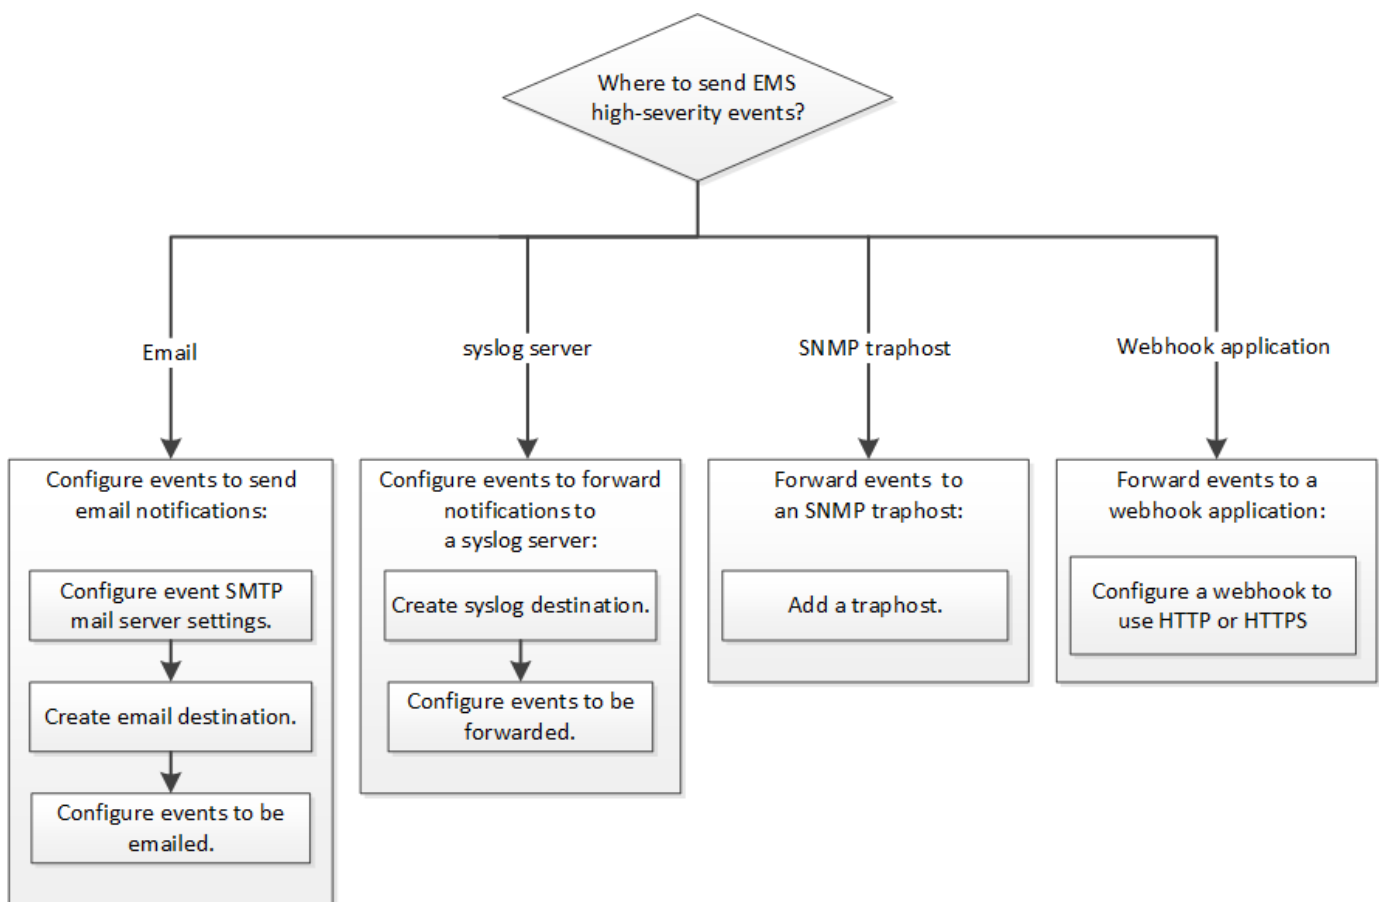 Where to send EMS
high-severity events?
Email
syslog server
SNMP traphost
Webhook application
Configure events to send
email notifications:
Configure event SMTP
mail server settings.
Create email destination.
Configure events to be
emailed.
Configure events to forward
notifications to
a syslog server:
Create syslog destination.
Configure events to be
forwarded.
Forward events to
an SNMP traphost:
Add a traphost.
Forward events to a
webhook application:
Configure a webhook to
use HTTP or HTTPS